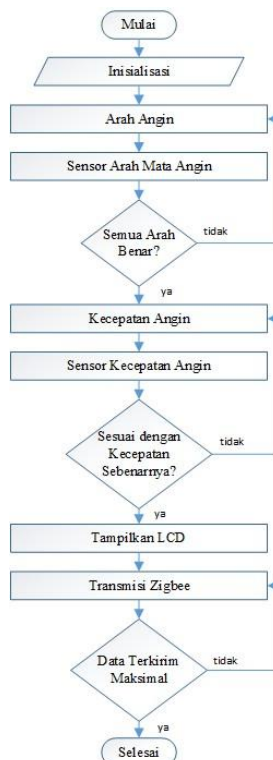 Mulai
Inisialisasi
Arah Angin
Sensor Arah Mata Angin
Semua Arah
Benar?
tidak
ya
Kecepatan Angin
Sensor Kecepatan Angin
Sesuai dengan
Kecepatan
Sebenarnya?
tidak
ya
Tampilkan LCD
Transmisi Zigbee
Data Terkirim
Maksimal
tidak
ya
Selesai